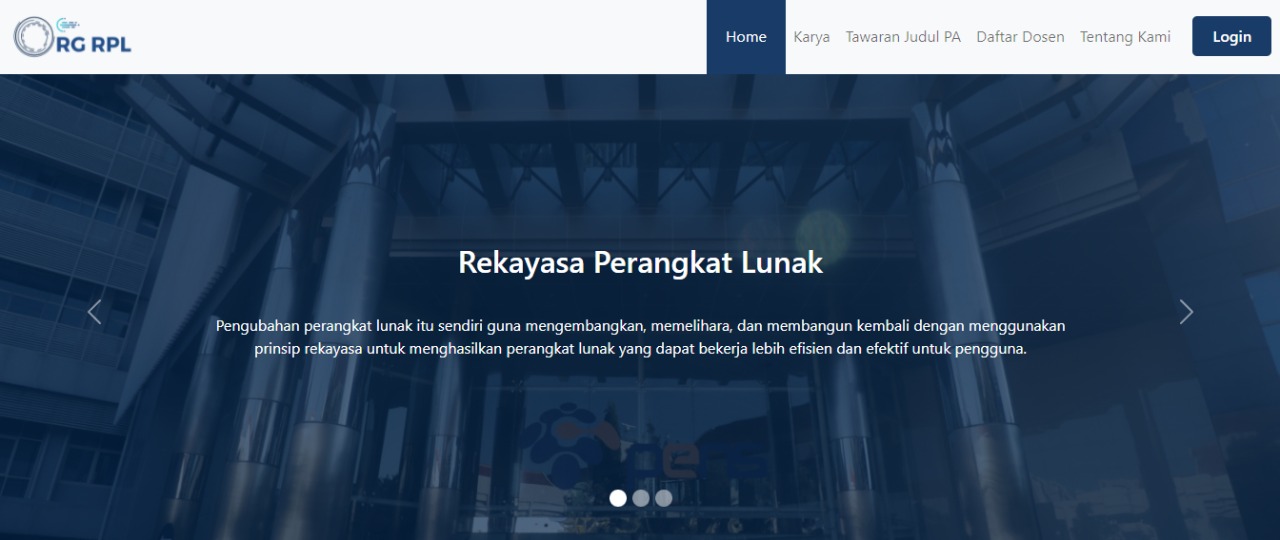 RG RPL
Home Karya Tawaran Judul PA Daftar Dosen Tentang Kami Login
Rekayasa Perangkat Lunak
Pengubahan perangkat lunak itu sendiri guna mengembangkan, memelihara, dan membangun kembali dengan menggunakan
prinsip rekayasa untuk menghasilkan perangkat lunak yang dapat bekerja lebih efisien dan efektif untuk pengguna.
pens